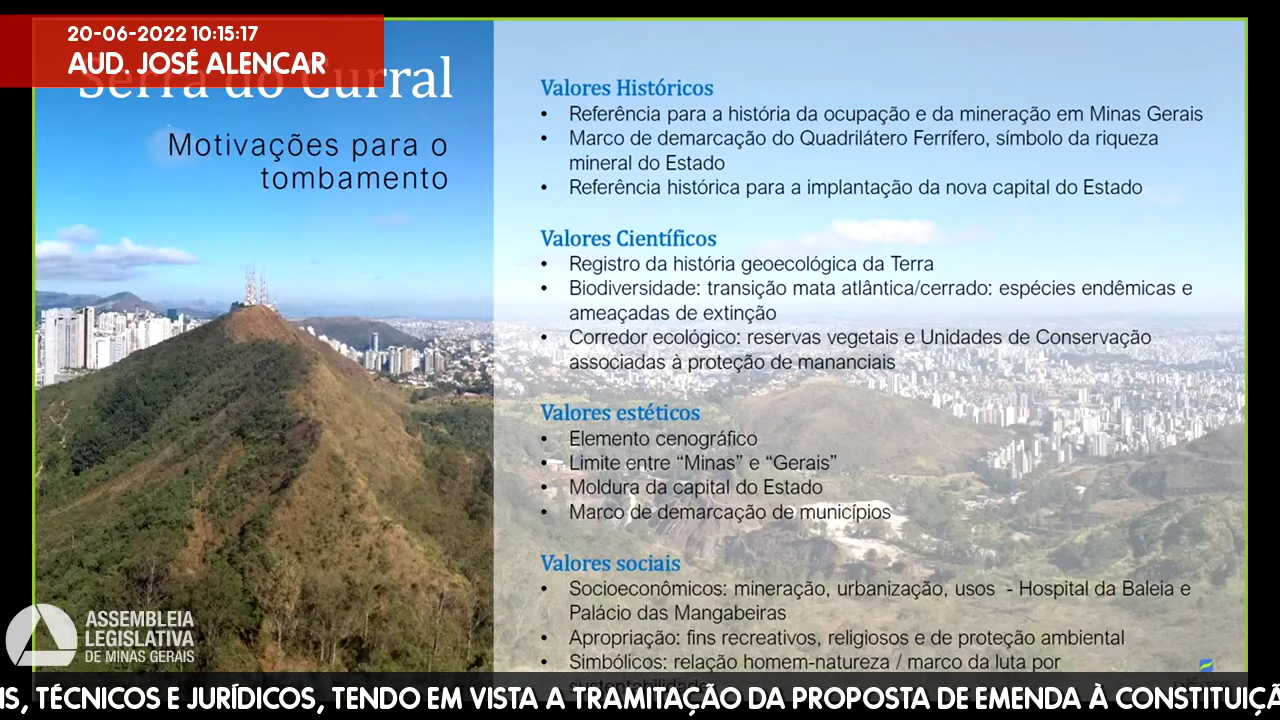 20-06-2022 10:15:17
AUD. JOSÉ ALENCAR
Serra do Curral
Motivações para o
tombamento
Valores Históricos
• Referência para a história da ocupação e da mineração em Minas Gerais
• Marco de demarcação do Quadrilátero Ferrífero, símbolo da riqueza
mineral do Estado
• Referência histórica para a implantação da nova capital do Estado
Valores Científicos
• Registro da história geoecológica da Terra
• Biodiversidade: transição mata atlântica/cerrado: espécies endêmicas e
ameaçadas de extinção
• Corredor ecológico: reservas vegetais e Unidades de Conservação
associadas à proteção de mananciais
Valores estéticos
• Elemento cenográfico
• Limite entre “Minas” e “Gerais”
• Moldura da capital do Estado
• Marco de demarcação de municípios
Valores sociais
• Socioeconômicos: mineração, urbanização, usos - Hospital da Baleia e
Palácio das Mangabeiras
• Apropriação: fins recreativos, religiosos e de proteção ambiental
• Simbólicos: relação homem-natureza / marco da luta por
sustentabilidade
ASSEMBLEIA
LEGISLATIVA
DE MINAS GERAIS
IS, TÉCNICOS E JURÍDICOS, TENDO EM VISTA A TRAMITAÇÃO DA PROPOSTA DE EMENDA À CONSTITUIÇÃ